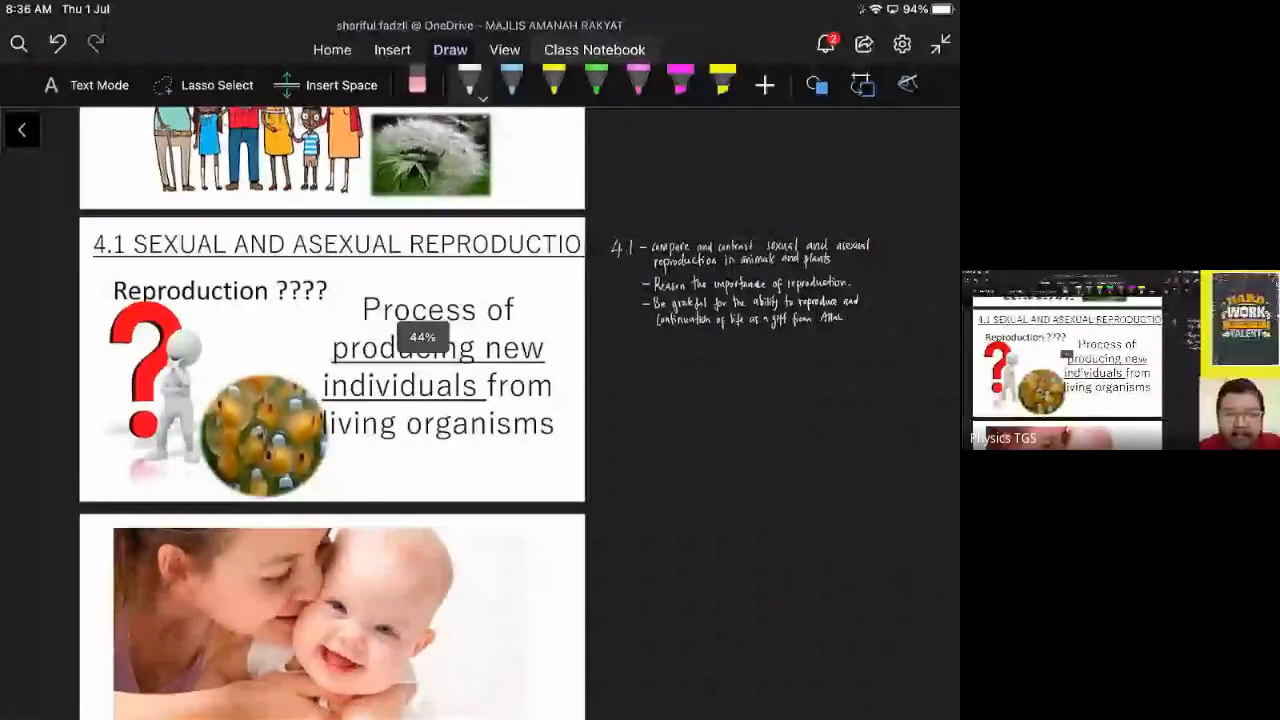 8:36 AM Thu 1 Jul
94%
shariful.fadzli @ OneDrive – MAJLIS AMANAH RAKYAT
Home Insert Draw View Class Notebook
2
Text Mode Lasso Select Insert Space
4.1 SEXUAL AND ASEXUAL REPRODUCTIO
Reproduction ????
Process of
producing new
individuals from
living organisms
44%
4.1 – compare and contrast sexual and asexual
reproduction in animals and plants
– Reason the importance of reproduction.
– Be grateful for the ability to reproduce and
continuation of life as a gift from Allah
4.1 SEXUAL AND ASEXUAL REPRODUCTIO
Reproduction ????
Process of
producing new
individuals from
living organisms
Physics TGS
HARD
WORK
TALENT